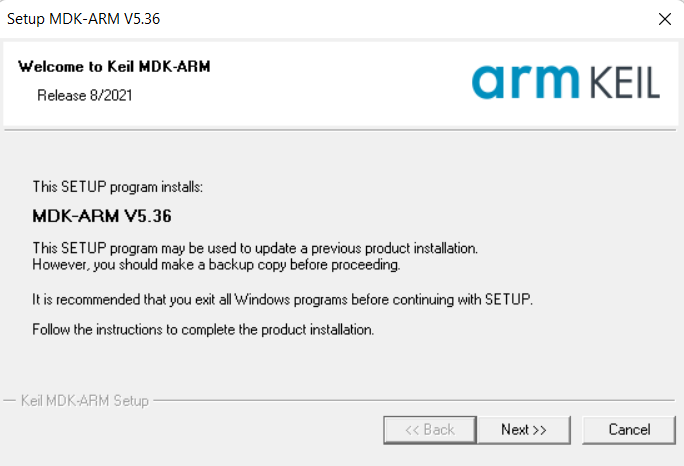 Setup MDK-ARM V5.36
Welcome to Keil MDK-ARM
Release 8/2021
arm KEIL
This SETUP program installs:
MDK-ARM V5.36
This SETUP program may be used to update a previous product installation.
However, you should make a backup copy before proceeding.
It is recommended that you exit all Windows programs before continuing with SETUP.
Follow the instructions to complete the product installation.
Keil MDK-ARM Setup
<< Back Next >> Cancel